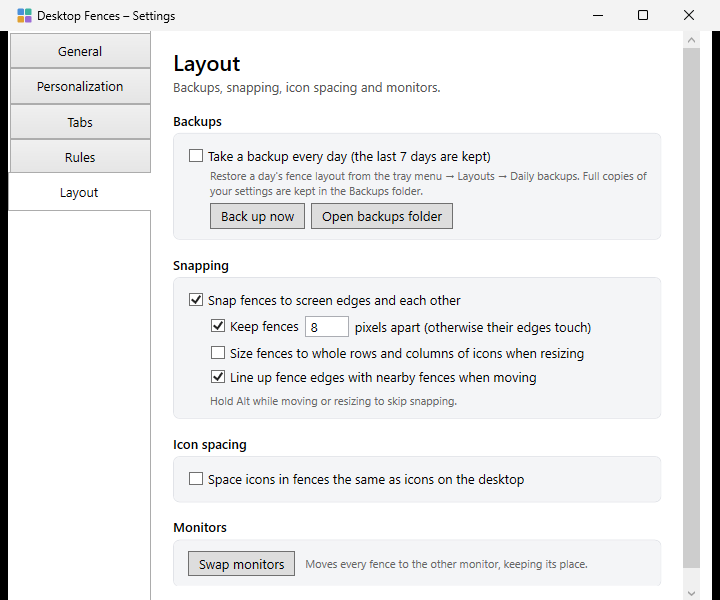 Desktop Fences – Settings
General
Personalization
Tabs
Rules
Layout
Layout
Backups, snapping, icon spacing and monitors.
Backups
Take a backup every day (the last 7 days are kept)
Restore a day's fence layout from the tray menu → Layouts → Daily backups. Full copies of
your settings are kept in the Backups folder.
Back up now
Open backups folder
Snapping
Snap fences to screen edges and each other
Keep fences 8 pixels apart (otherwise their edges touch)
Size fences to whole rows and columns of icons when resizing
Line up fence edges with nearby fences when moving
Hold Alt while moving or resizing to skip snapping.
Icon spacing
Space icons in fences the same as icons on the desktop
Monitors
Swap monitors
Moves every fence to the other monitor, keeping its place.